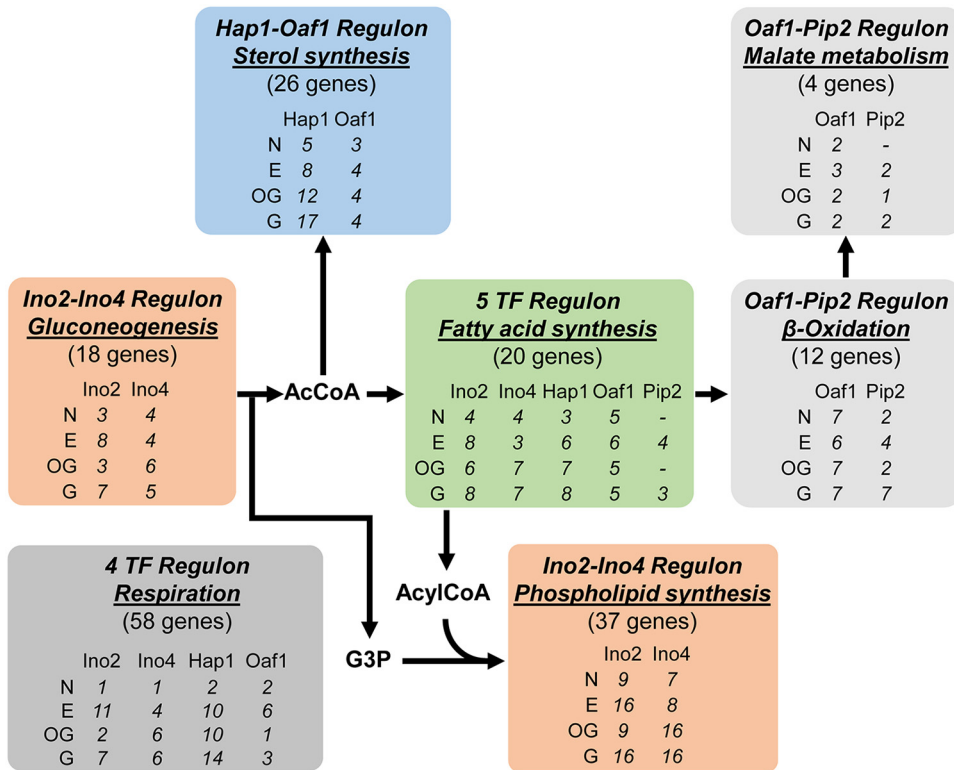 Hap1-Oaf1 Regulon
Sterol synthesis
(26 genes)
Hap1 Oaf1
N 5 3
E 8 4
OG 12 4
G 17 4
Oaf1-Pip2 Regulon
Malate metabolism
(4 genes)
Oaf1 Pip2
N 2 -
E 3 2
OG 2 1
G 2 2
Ino2-Ino4 Regulon
Gluconeogenesis
(18 genes)
Ino2 Ino4
N 3 4
E 8 4
OG 3 6
G 7 5
AcCoA
5 TF Regulon
Fatty acid synthesis
(20 genes)
Ino2 Ino4 Hap1 Oaf1 Pip2
N 4 4 3 5 -
E 8 3 6 6 4
OG 6 7 7 5 -
G 8 7 8 5 3
Oaf1-Pip2 Regulon
β-Oxidation
(12 genes)
Oaf1 Pip2
N 7 2
E 6 4
OG 7 2
G 7 7
4 TF Regulon
Respiration
(58 genes)
Ino2 Ino4 Hap1 Oaf1
N 1 1 2 2
E 11 4 10 6
OG 2 6 10 1
G 7 6 14 3
AcylCoA
G3P
Ino2-Ino4 Regulon
Phospholipid synthesis
(37 genes)
Ino2 Ino4
N 9 7
E 16 8
OG 9 16
G 16 16